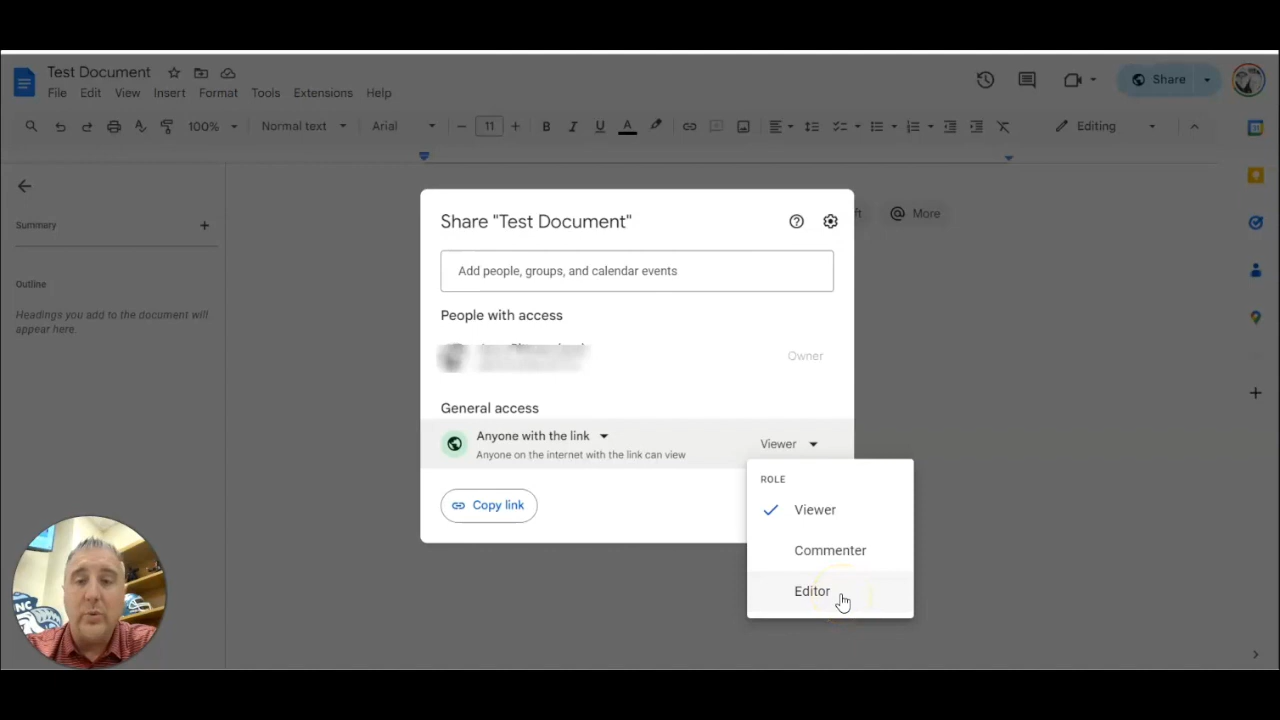 Test Document
Share
File Edit View Insert Format Tools Extensions Help
100% Normal text Arial 11 B I U A Editing
Summary
Outline
Headings you add to the document will
appear here.
More
Share "Test Document"
Add people, groups, and calendar events
People with access
Owner
General access
Anyone with the link
Anyone on the internet with the link can view
Viewer
Copy link
ROLE
Viewer
Commenter
Editor